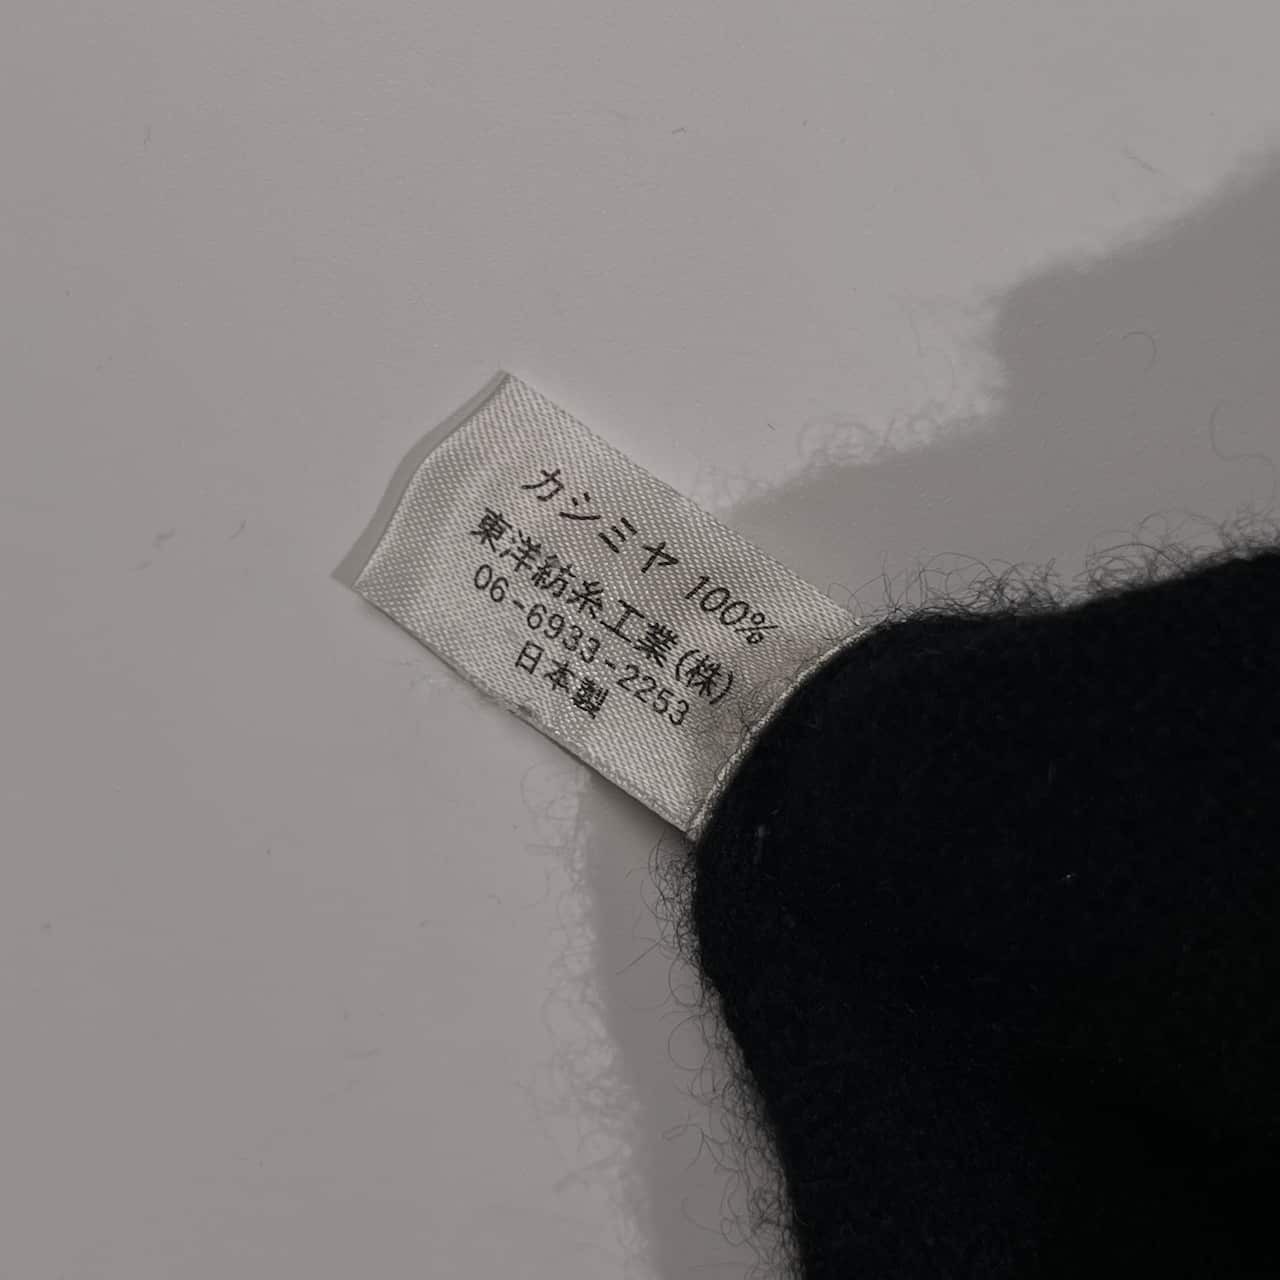 カシミヤ 100%
東洋紡糸工業(株)
06-6933-2253
日本製